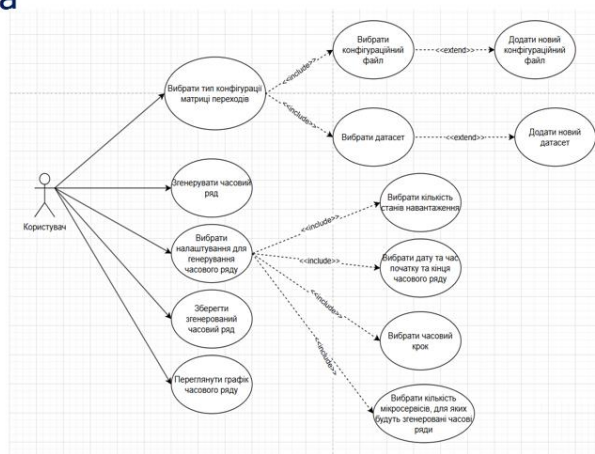 а
Вибрати
конфігураційний
файл
<<extend>>
Додати новий
конфігураційний
файл
<<include>>
Вибрати тип конфігурації
матриці переходів
<<include>>
Вибрати датасет
<<extend>>
Додати новий
датасет
Користувач
Згенерувати часовий
ряд
Вибрати
налаштування для
генерування
часового ряду
Зберегти
згенерований
часовий ряд
Переглянути графік
часового ряду
<<include>>
Вибрати кількість
станів навантаження
<<include>>
Вибрати дату та час
початку та кінця
часового ряду
<<include>>
Вибрати часовий
крок
<<include>>
Вибрати кількість
мікросервісів, для яких
будуть згенеровані часові
ряди